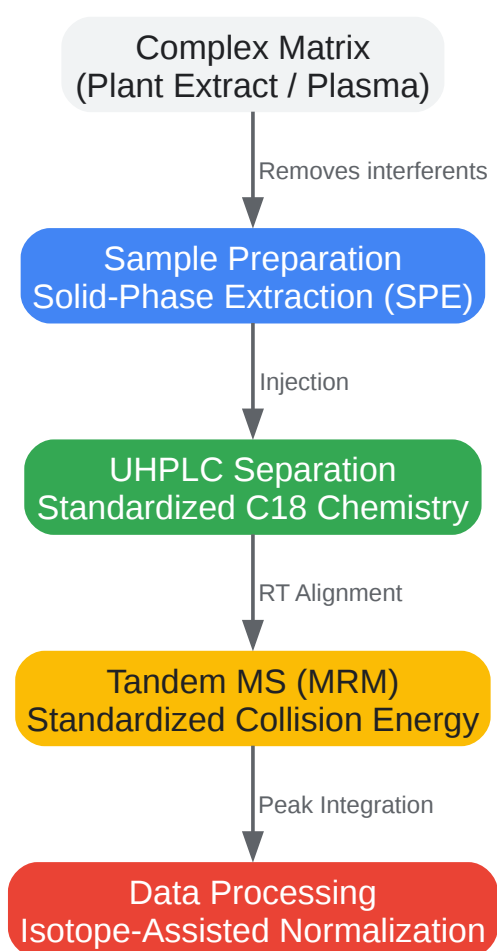 Complex Matrix
(Plant Extract / Plasma)
Removes interferents
Sample Preparation
Solid-Phase Extraction (SPE)
Injection
UHPLC Separation
Standardized C18 Chemistry
RT Alignment
Tandem MS (MRM)
Standardized Collision Energy
Peak Integration
Data Processing
Isotope-Assisted Normalization